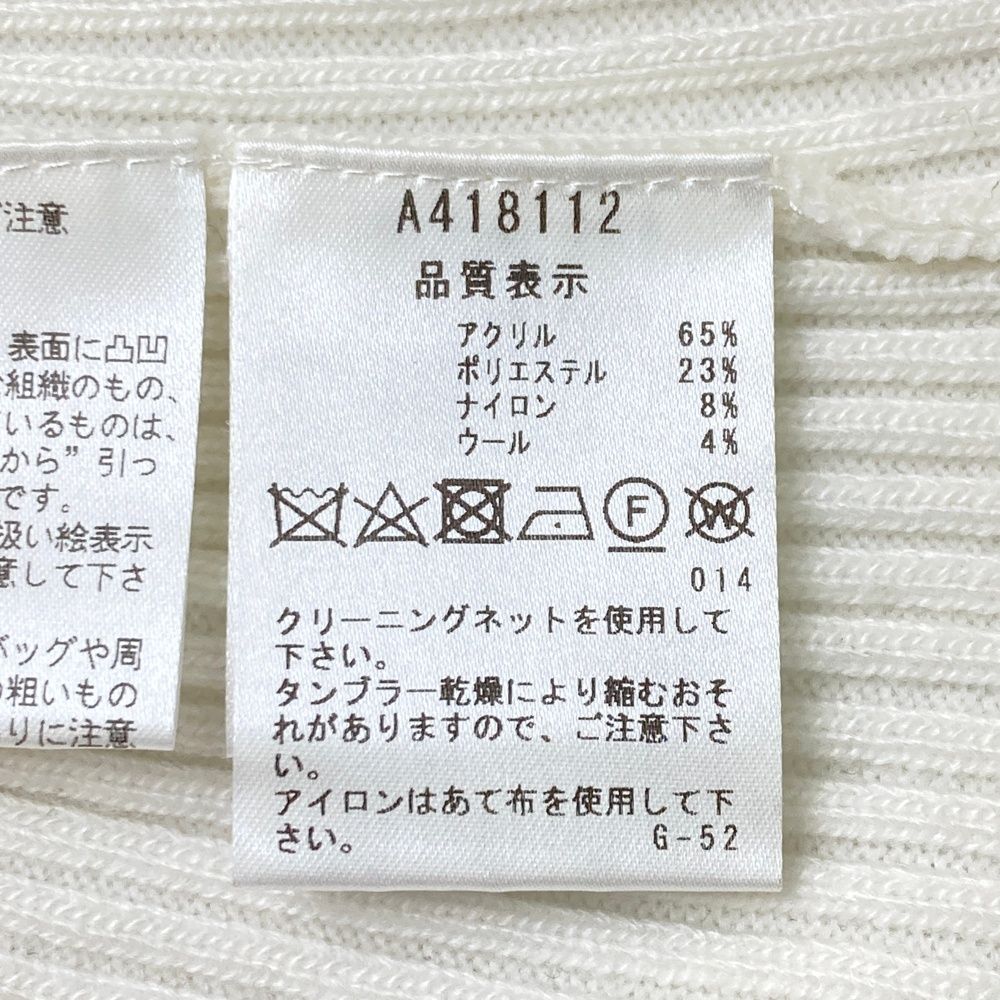 ご注意
表面に凸凹
な組織のもの、
いるものは、
から”引っ
です。
扱い絵表示
意して下さ
バッグや周
の粗いもの
りに注意
A418112
品質表示
アクリル 65%
ポリエステル 23%
ナイロン 8%
ウール 4%
F W
014
クリーニングネットを使用して
下さい。
タンブラー乾燥により縮むおそ
れがありますので、ご注意下さ
い。
アイロンはあて布を使用して下
さい。 G-52